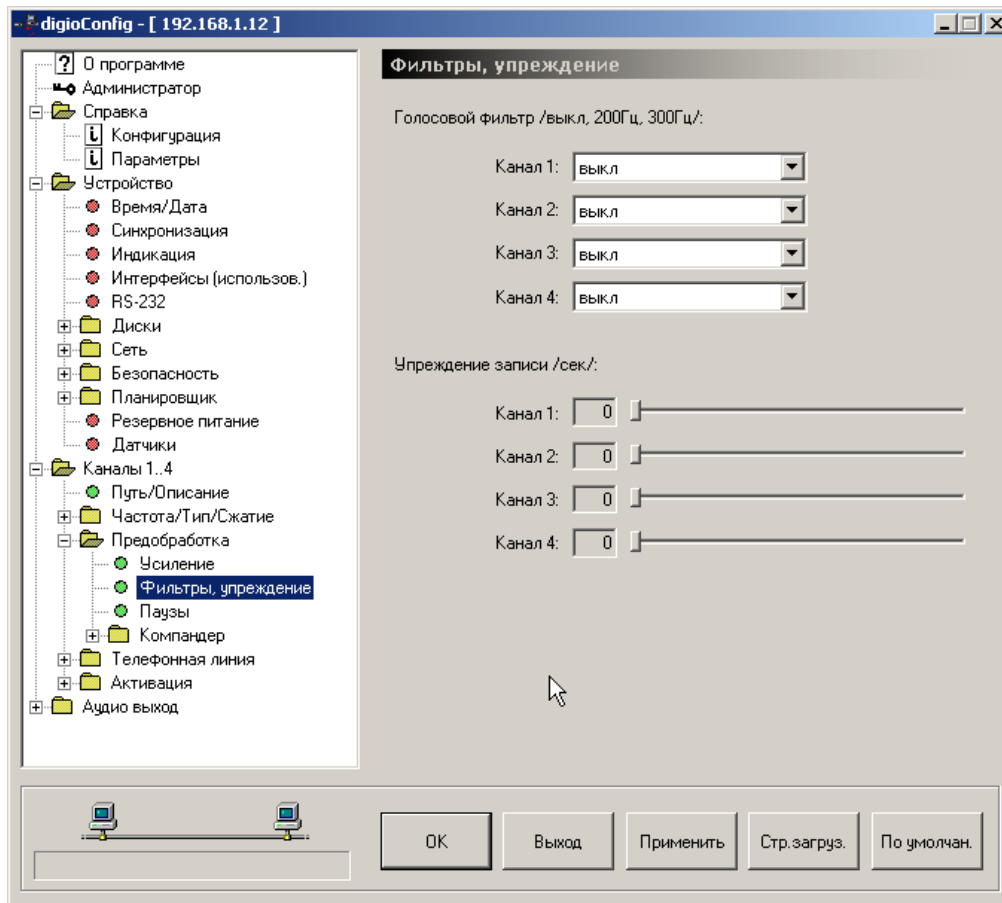 digioConfig - [ 192.168.1.12 ]
? О программе
Администратор
Справка
i Конфигурация
i Параметры
Устройство
Время/Дата
Синхронизация
Индикация
Интерфейсы (использов.)
RS-232
Диски
Сеть
Безопасность
Планировщик
Резервное питание
Датчики
Каналы 1..4
Путь/Описание
Частота/Тип/Сжатие
Предобработка
Усиление
Фильтры, упреждение
Паузы
Компандер
Телефонная линия
Активация
Аудио выход
Фильтры, упреждение
Голосовой фильтр /выкл, 200Гц, 300Гц/:
Канал 1: выкл
Канал 2: выкл
Канал 3: выкл
Канал 4: выкл
Упреждение записи /сек/:
Канал 1: 0
Канал 2: 0
Канал 3: 0
Канал 4: 0
OK Выход Применить Стр.загруз. По умолчан.